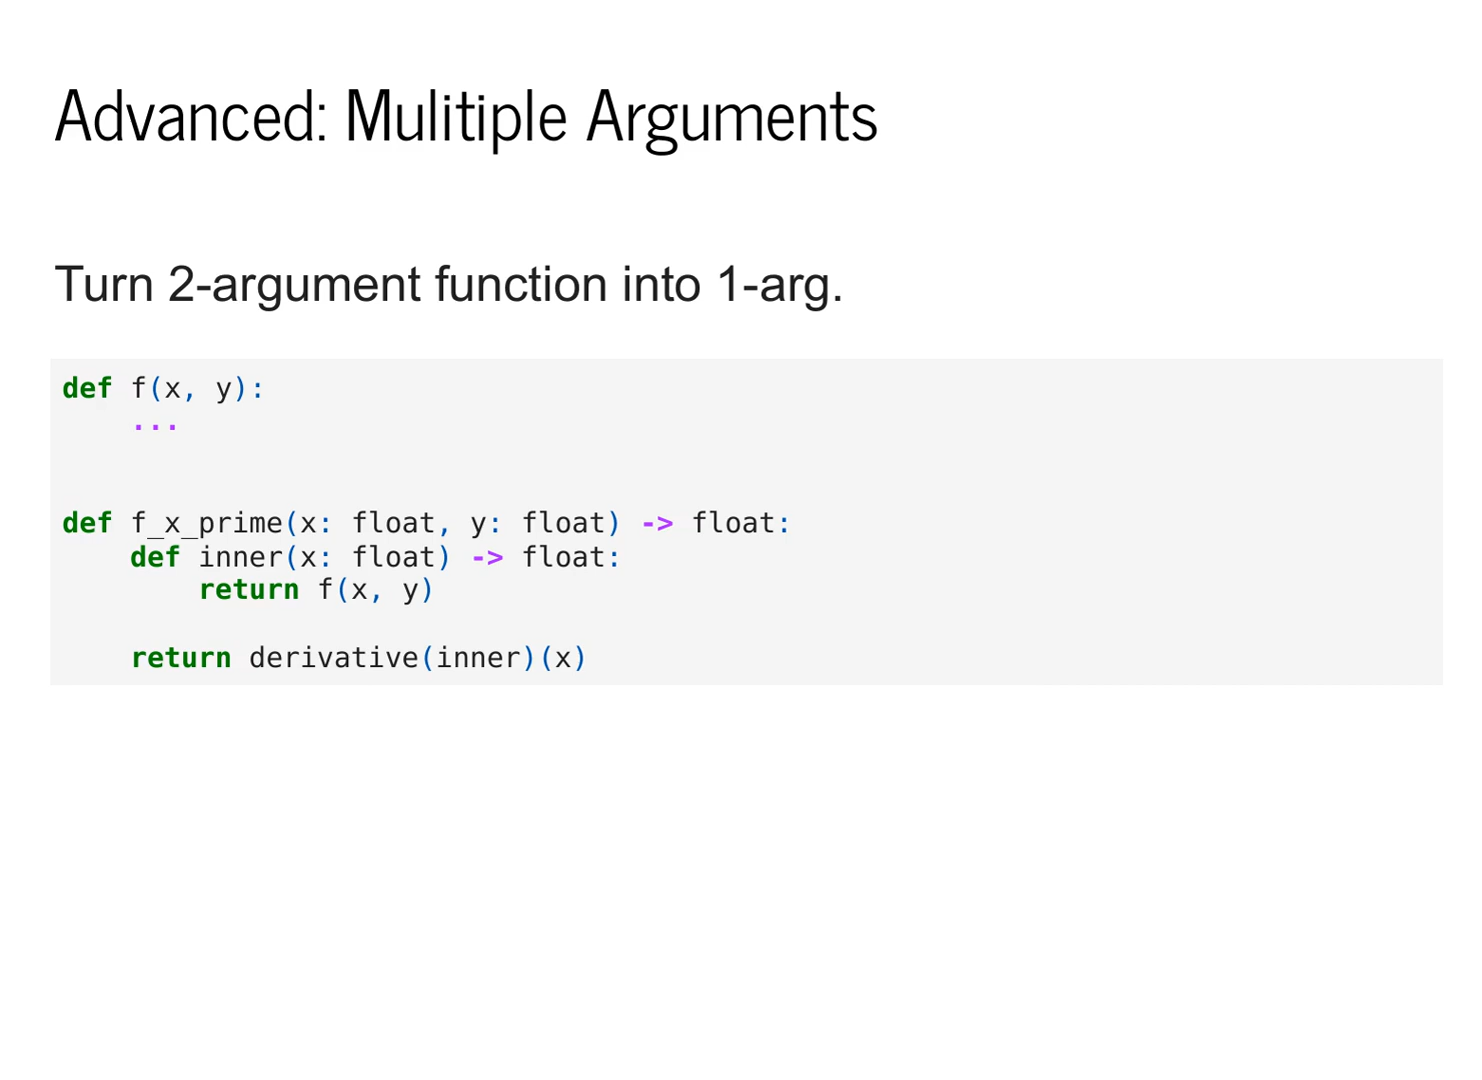 Advanced: Mulitiple Arguments
Turn 2-argument function into 1-arg.
def f(x, y):
    ...
def f_x_prime(x: float, y: float) -> float:
    def inner(x: float) -> float:
        return f(x, y)
    return derivative(inner)(x)